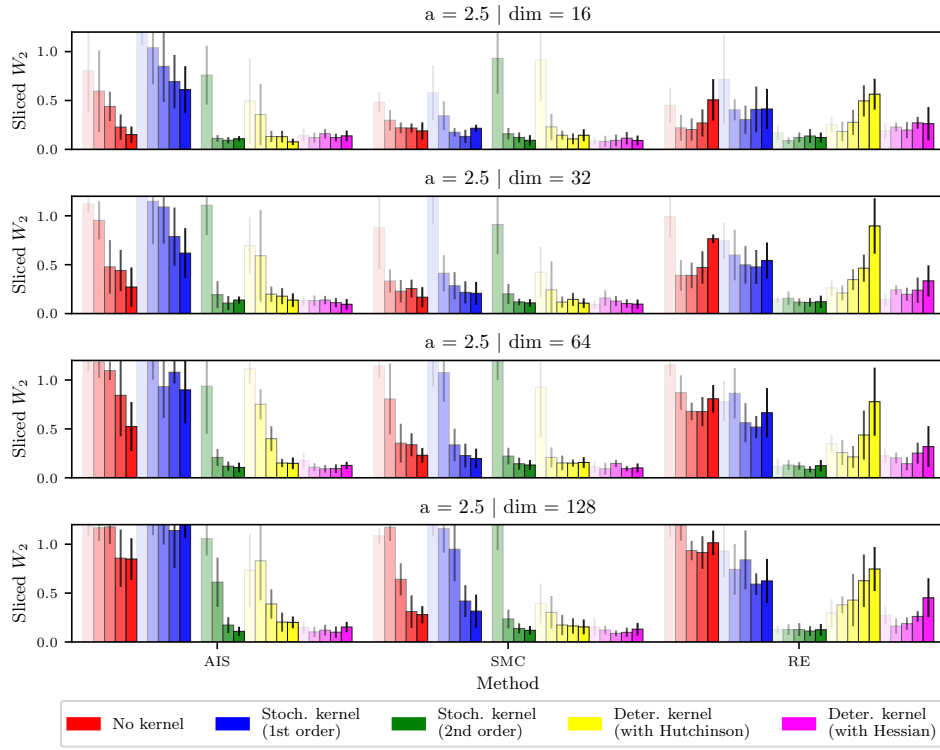 a = 2.5 | dim = 16
Sliced W₂
1.0
0.5
0.0
a = 2.5 | dim = 32
Sliced W₂
1.0
0.5
0.0
a = 2.5 | dim = 64
Sliced W₂
1.0
0.5
0.0
a = 2.5 | dim = 128
Sliced W₂
1.0
0.5
0.0
AIS SMC RE
Method
No kernel
Stoch. kernel
(1st order)
Stoch. kernel
(2nd order)
Deter. kernel
(with Hutchinson)
Deter. kernel
(with Hessian)